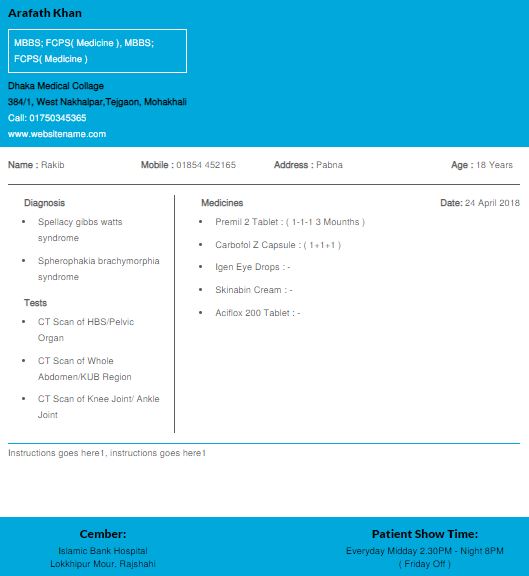 Arafath Khan
MBBS; FCPS( Medicine ), MBBS;
FCPS( Medicine )
Dhaka Medical Collage
384/1, West Nakhalpar,Tejgaon, Mohakhali
Call: 01750345365
www.websitename.com
Name : Rakib Mobile : 01854 452165 Address : Pabna Age : 18 Years
Diagnosis
• Spellacy gibbs watts
syndrome
• Spherophakia brachymorphia
syndrome
Tests
• CT Scan of HBS/Pelvic
Organ
• CT Scan of Whole
Abdomen/KUB Region
• CT Scan of Knee Joint/ Ankle
Joint
Medicines
Date: 24 April 2018
• Premil 2 Tablet : ( 1-1-1 3 Mounths )
• Carbofol Z Capsule : ( 1+1+1 )
• Igen Eye Drops : -
• Skinabin Cream : -
• Aciflox 200 Tablet : -
Instructions goes here1, instructions goes here1
Cember:
Islamic Bank Hospital
Lokkhipur Mour. Rajshahi
Patient Show Time:
Everyday Midday 2.30PM - Night 8PM
( Friday Off )